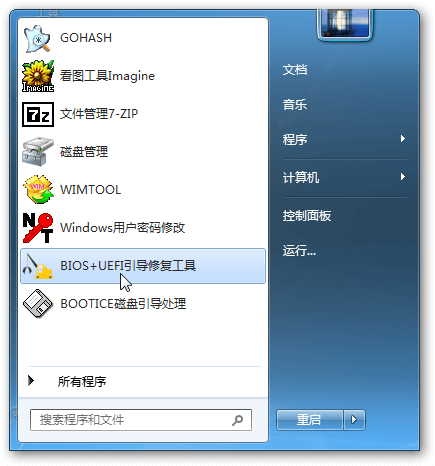 GOHASH
看图工具Imagine
文件管理7-ZIP
磁盘管理
WIMTOOL
Windows用户密码修改
BIOS+UEFI引导修复工具
BOOTICE磁盘引导处理
所有程序
搜索程序和文件
文档
音乐
程序
计算机
控制面板
运行...
重启